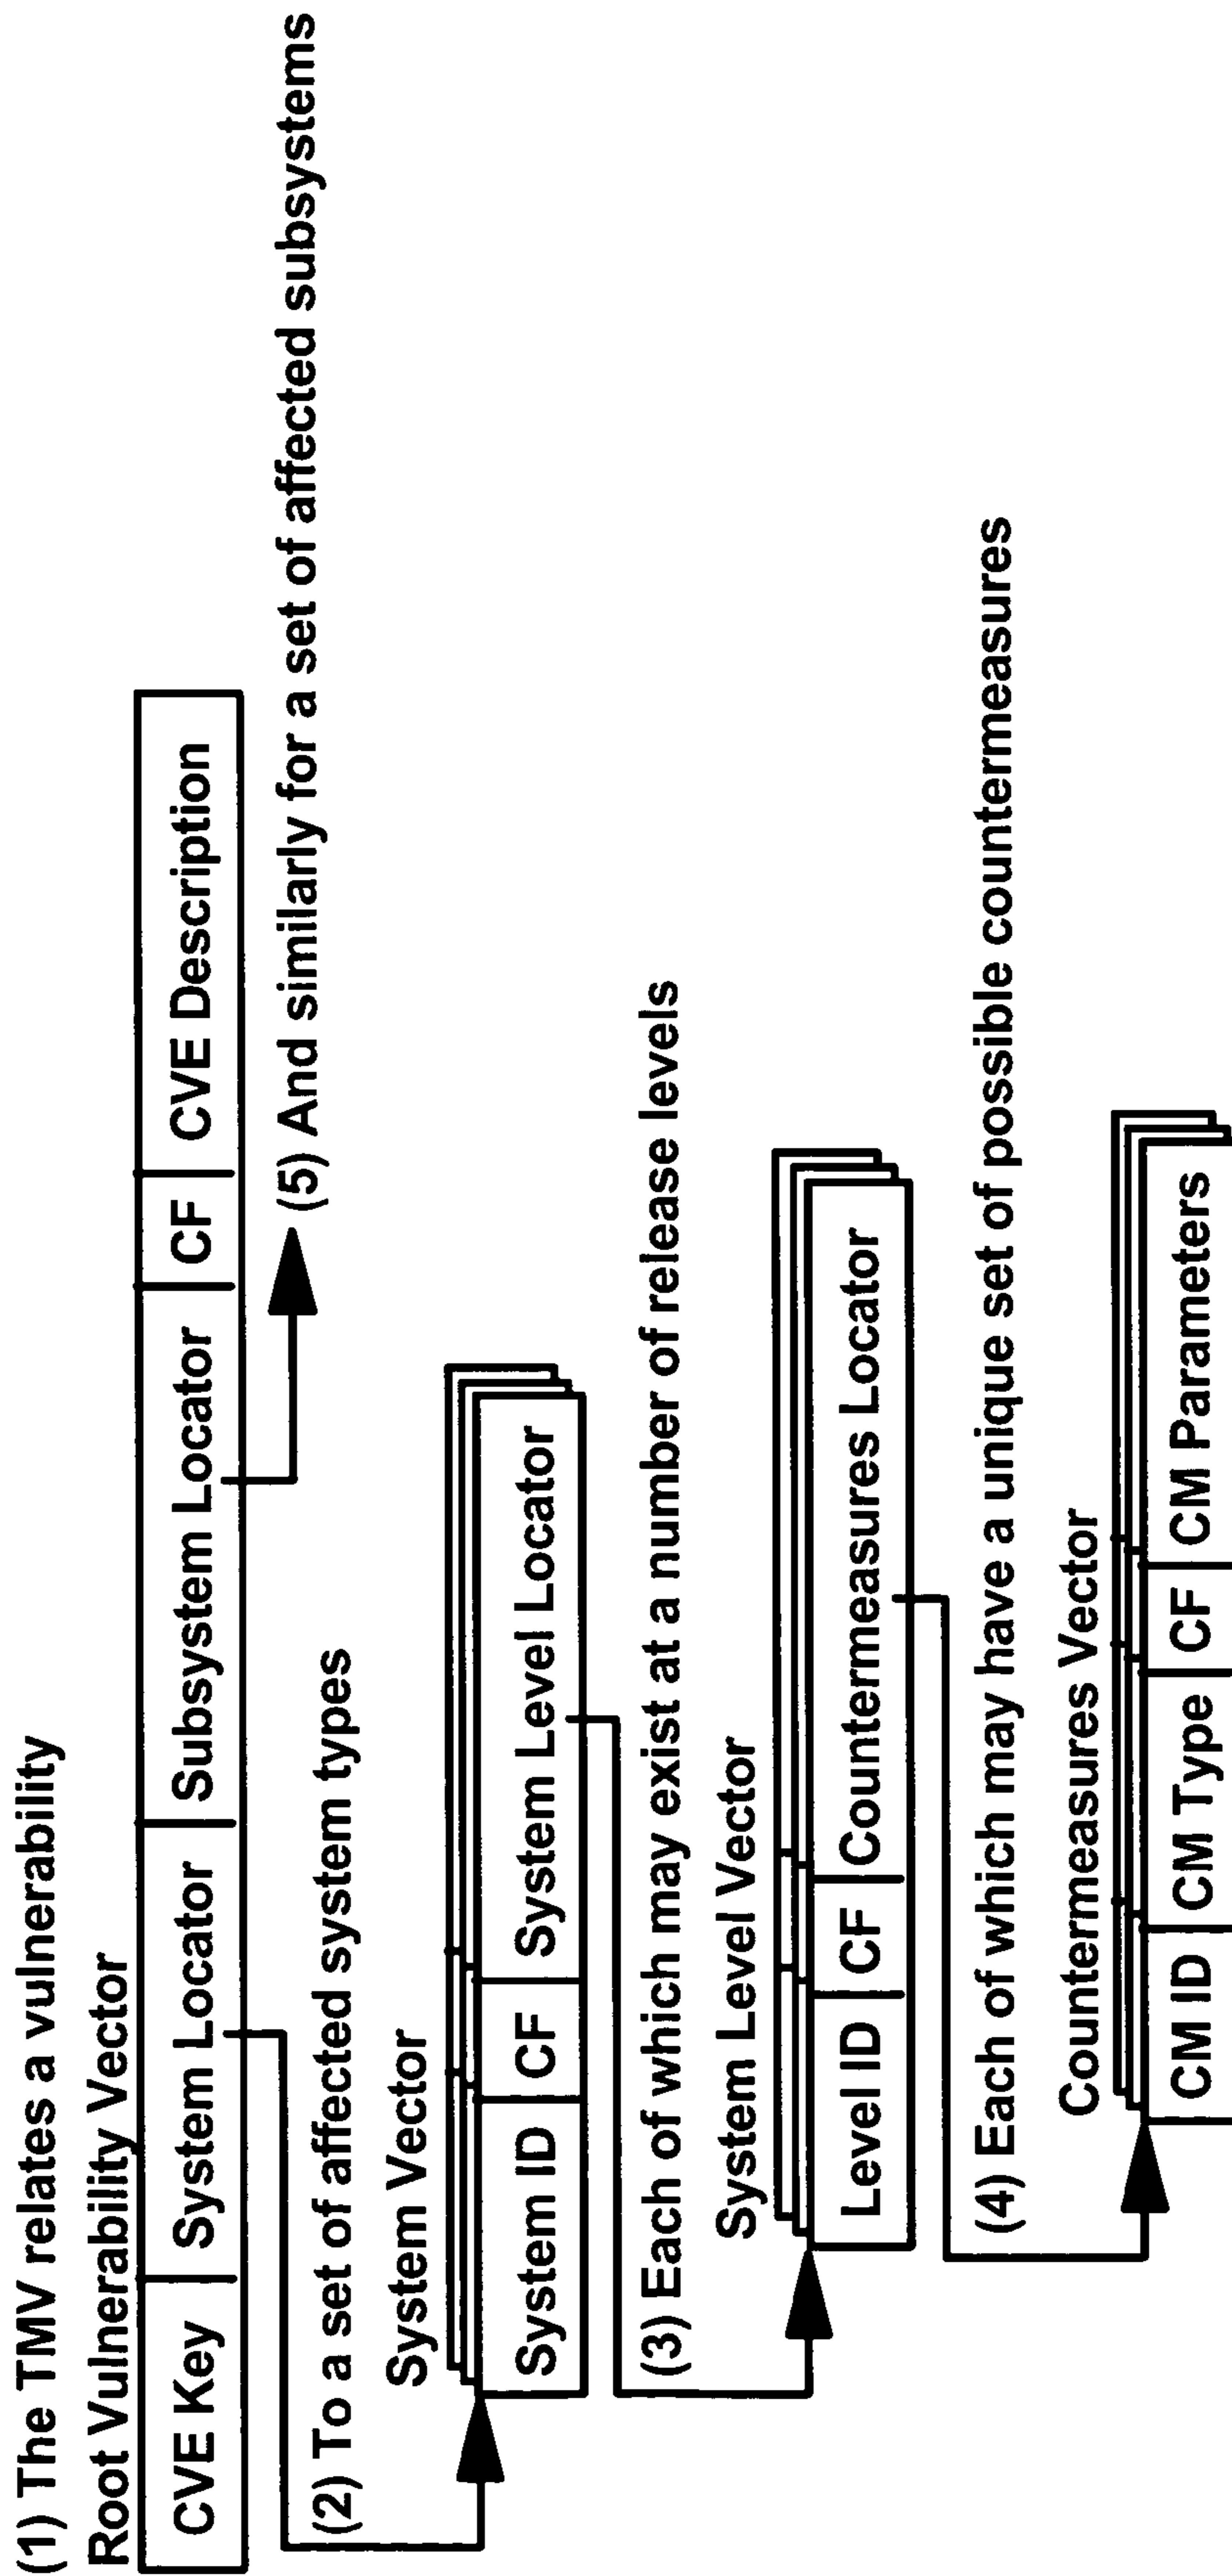 (1) The TMV relates a vulnerability
Root Vulnerability Vector
CVE Key System Locator Subsystem Locator CF CVE Description
(5) And similarly for a set of affected subsystems
(2) To a set of affected system types
System Vector
System ID CF System Level Locator
(3) Each of which may exist at a number of release levels
System Level Vector
Level ID CF Countermeasures Locator
(4) Each of which may have a unique set of possible countermeasures
Countermeasures Vector
CM ID CM Type CF CM Parameters